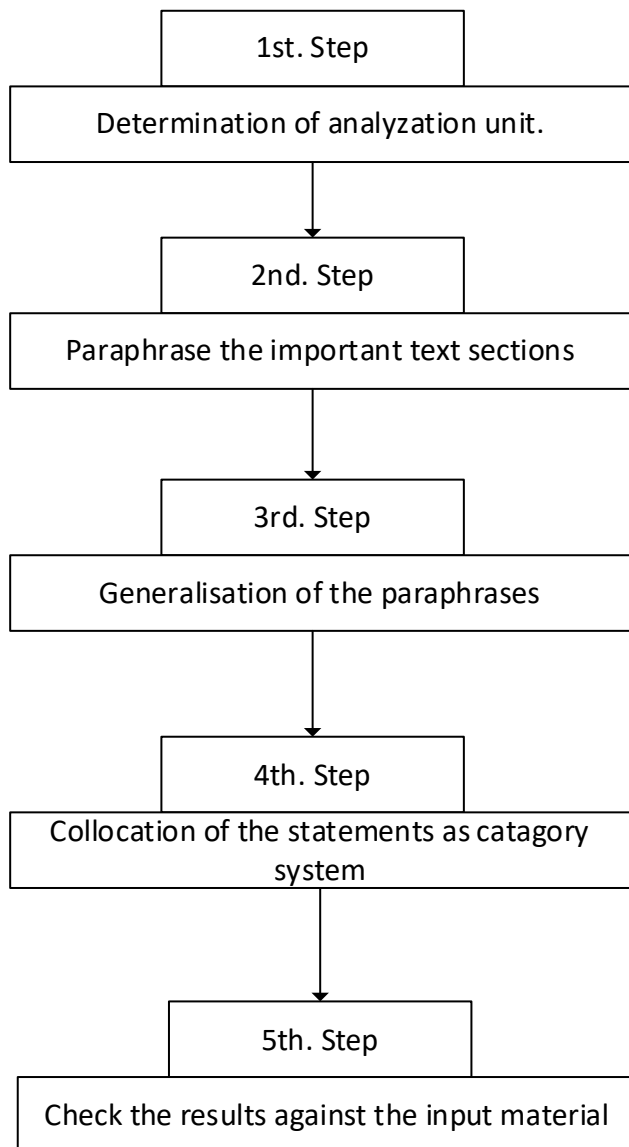 1st. Step
Determination of analyzation unit.
2nd. Step
Paraphrase the important text sections
3rd. Step
Generalisation of the paraphrases
4th. Step
Collocation of the statements as catagory
system
5th. Step
Check the results against the input material